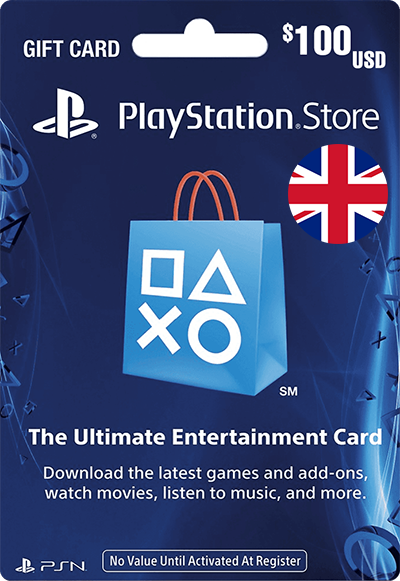 GIFT CARD
$100 USD
PlayStation®Store
SM
The Ultimate Entertainment Card
Download the latest games and add-ons,
watch movies, listen to music, and more.
PSN®
No Value Until Activated At Register